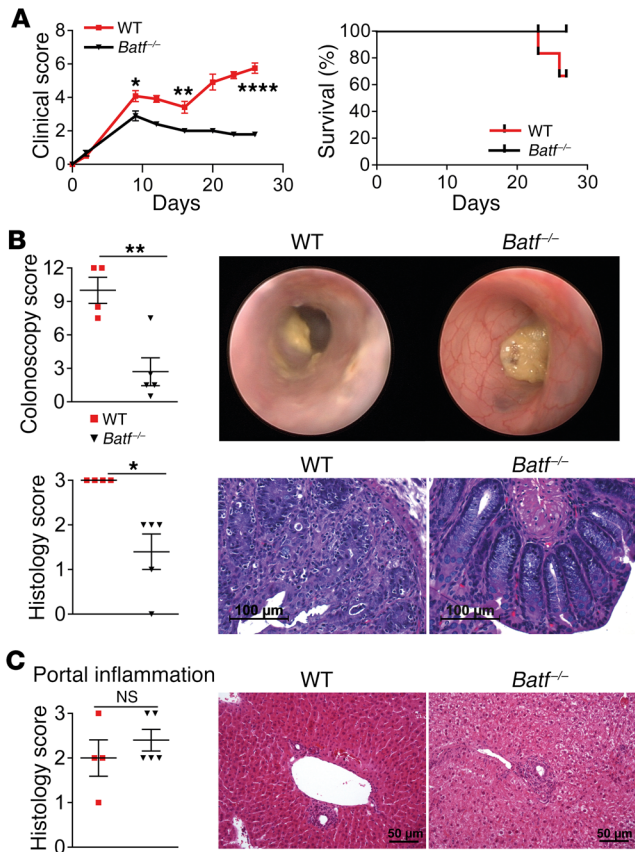 A
WT
Batf–/–
Clinical score
8
6
4
2
0
*
**
****
0 10 20 30
Days
Survival (%)
100
80
60
40
20
0
WT
Batf–/–
0 10 20 30
Days
B
Colonoscopy score
12
9
6
3
0
**
WT
Batf–/–
WT
Batf–/–
Histology score
3
2
1
0
*
WT
Batf–/–
100 μm
100 μm
C
Portal inflammation
Histology score
3
2
1
0
NS
WT
Batf–/–
50 μm
50 μm